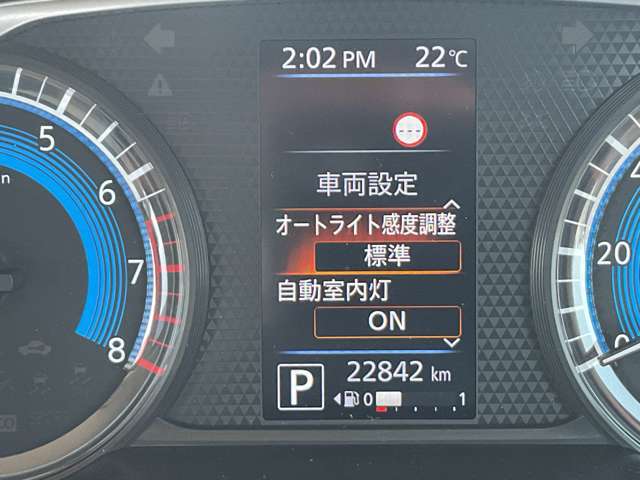 2:02 PM 22℃
車両設定
オートライト感度調整
標準
自動室内灯
ON
P 22842 km
0 1
5
6
7
8
20
0